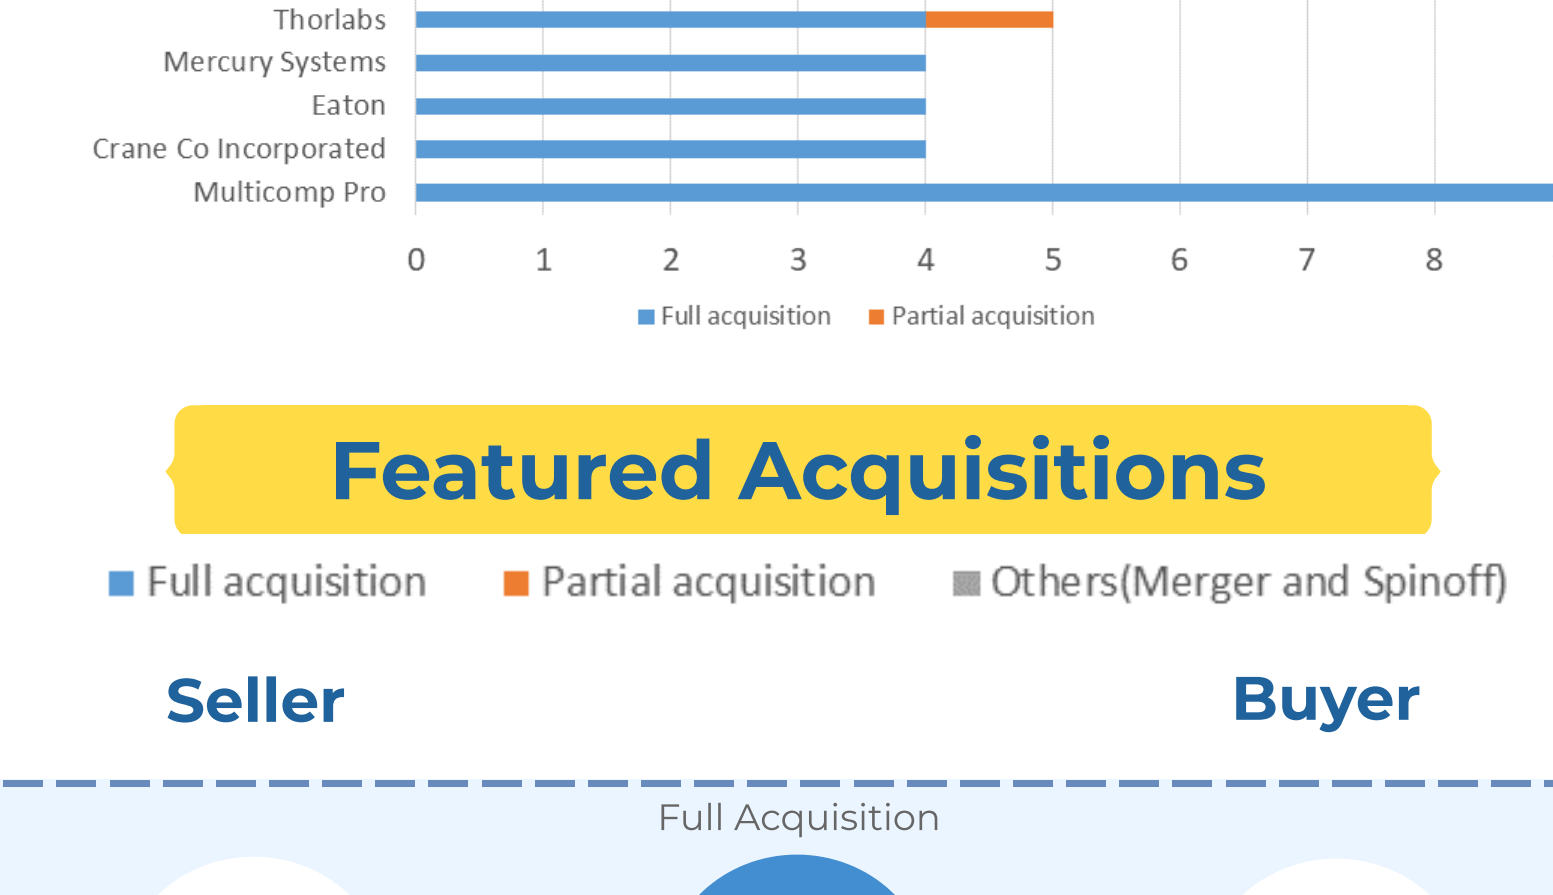 Thorlabs
Mercury Systems
Eaton
Crane Co Incorporated
Multicomp Pro
0 1 2 3 4 5 6 7 8
Full acquisition Partial acquisition
Featured Acquisitions
Full acquisition Partial acquisition Others(Merger and Spinoff)
Seller Buyer
Full Acquisition